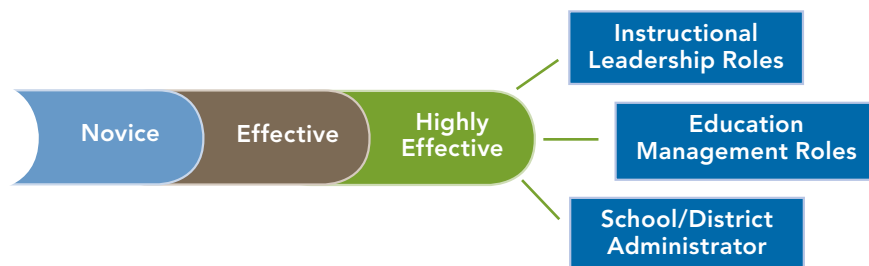 Novice
Effective
Highly
Effective
Instructional
Leadership Roles
Education
Management Roles
School/District
Administrator